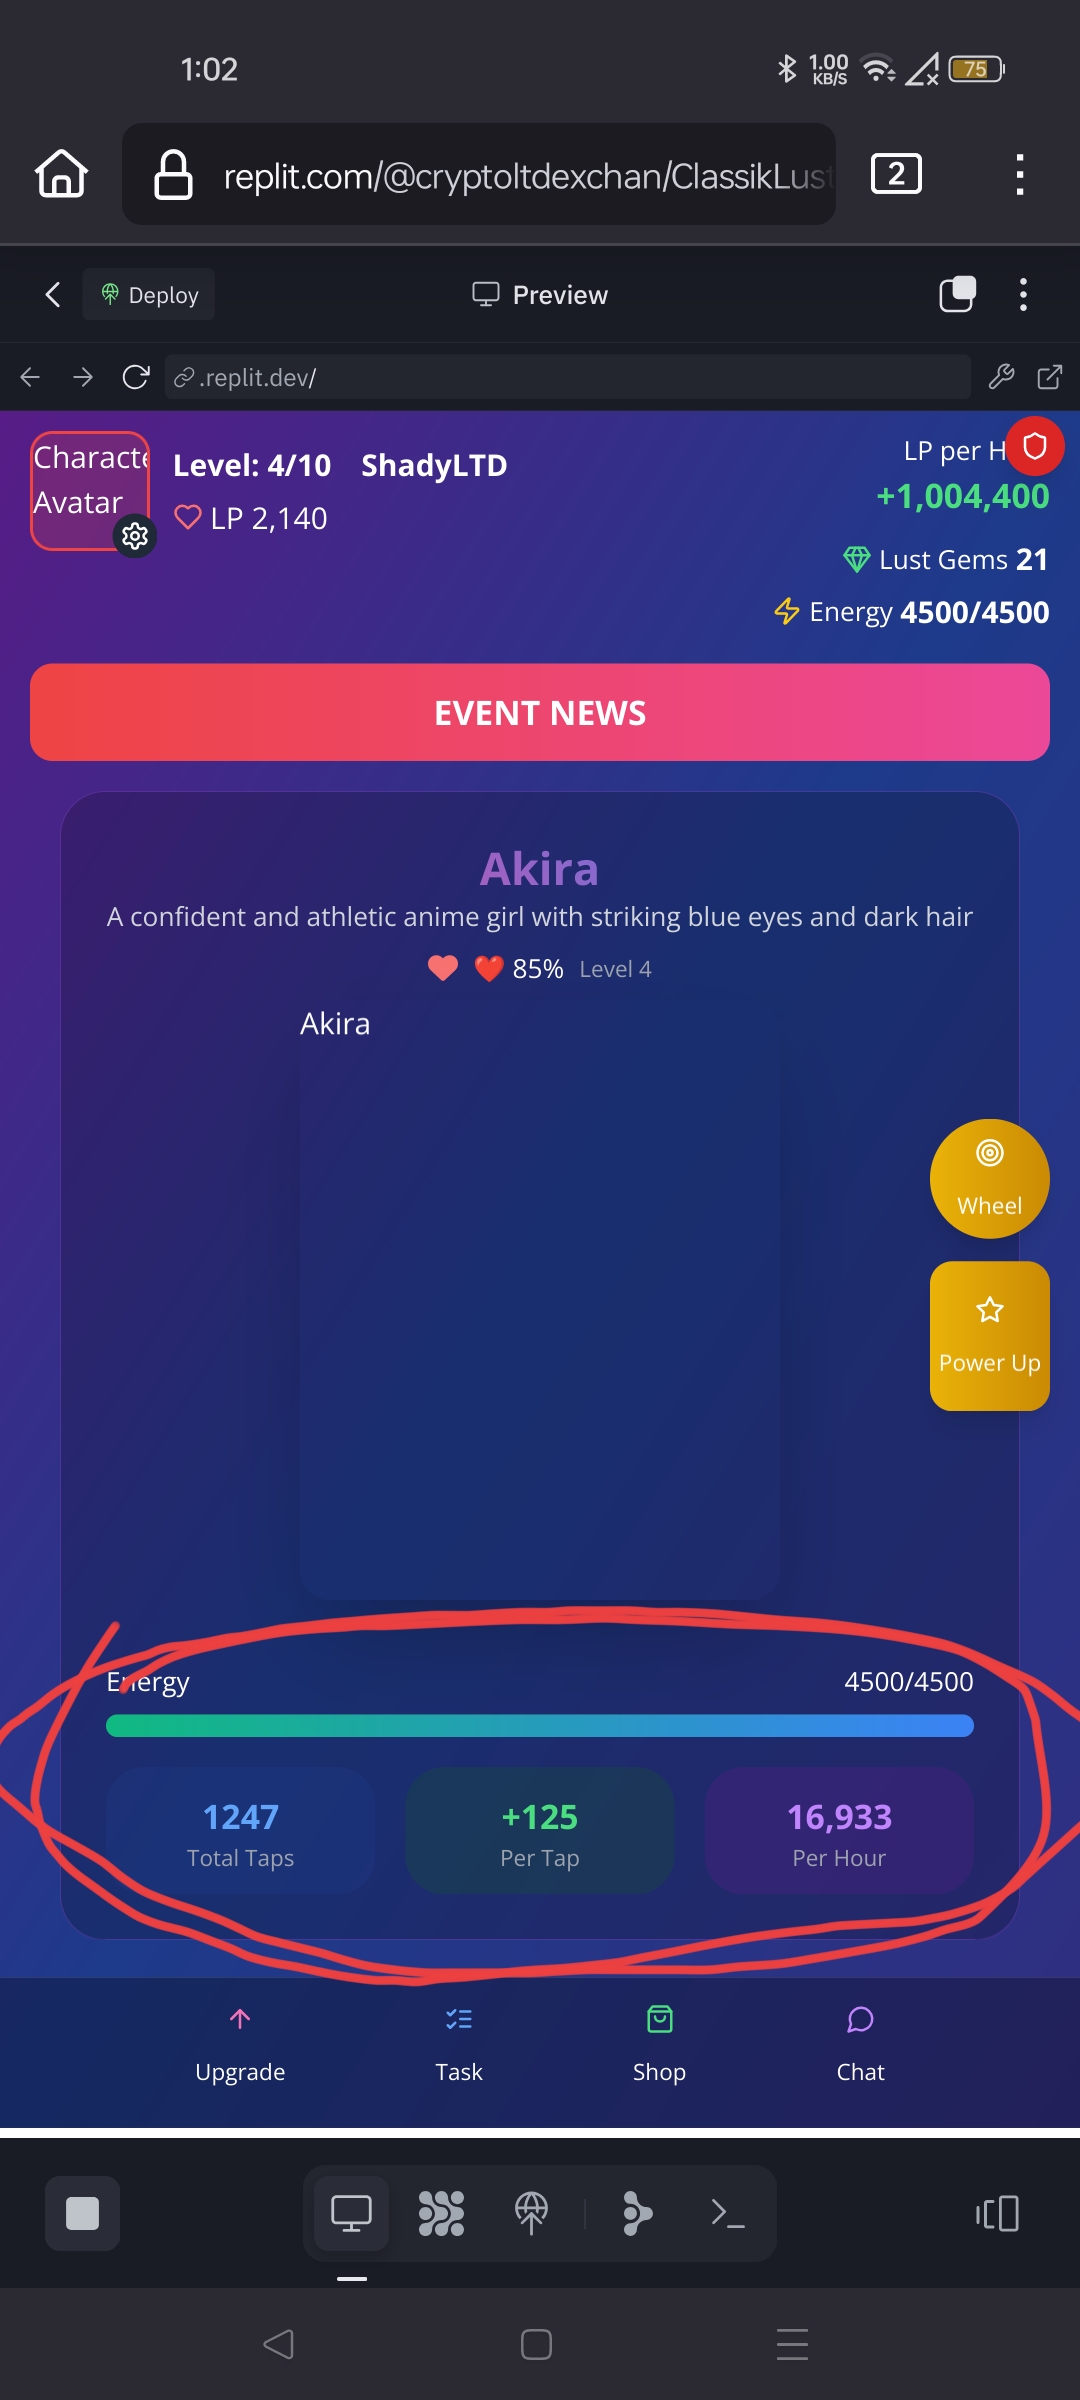 1:02
1.00
KB/S
75
replit.com/@cryptoltdexchan/ClassikLust
2
Deploy
Preview
.replit.dev/
Characte
Avatar
Level: 4/10 ShadyLTD
LP 2,140
LP per H
+1,004,400
Lust Gems 21
Energy 4500/4500
EVENT NEWS
Akira
A confident and athletic anime girl with striking blue eyes and dark hair
❤️ 85% Level 4
Akira
Wheel
Power Up
Energy 4500/4500
1247
Total Taps
+125
Per Tap
16,933
Per Hour
Upgrade
Task
Shop
Chat